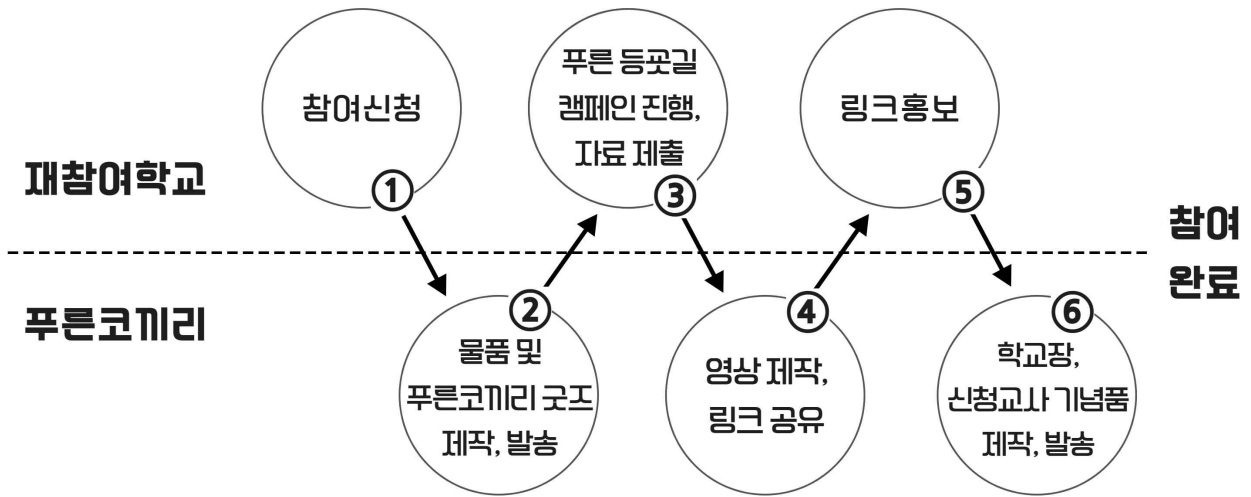 재참여학교
참여신청
①
푸른 등굣길
캠페인 진행,
자료 제출
③
링크홍보
⑤
푸른코끼리
②
물품 및
푸른코끼리 굿즈
제작, 발송
④
영상 제작,
링크 공유
⑥
학교장,
신청교사 기념품
제작, 발송
참여
완료